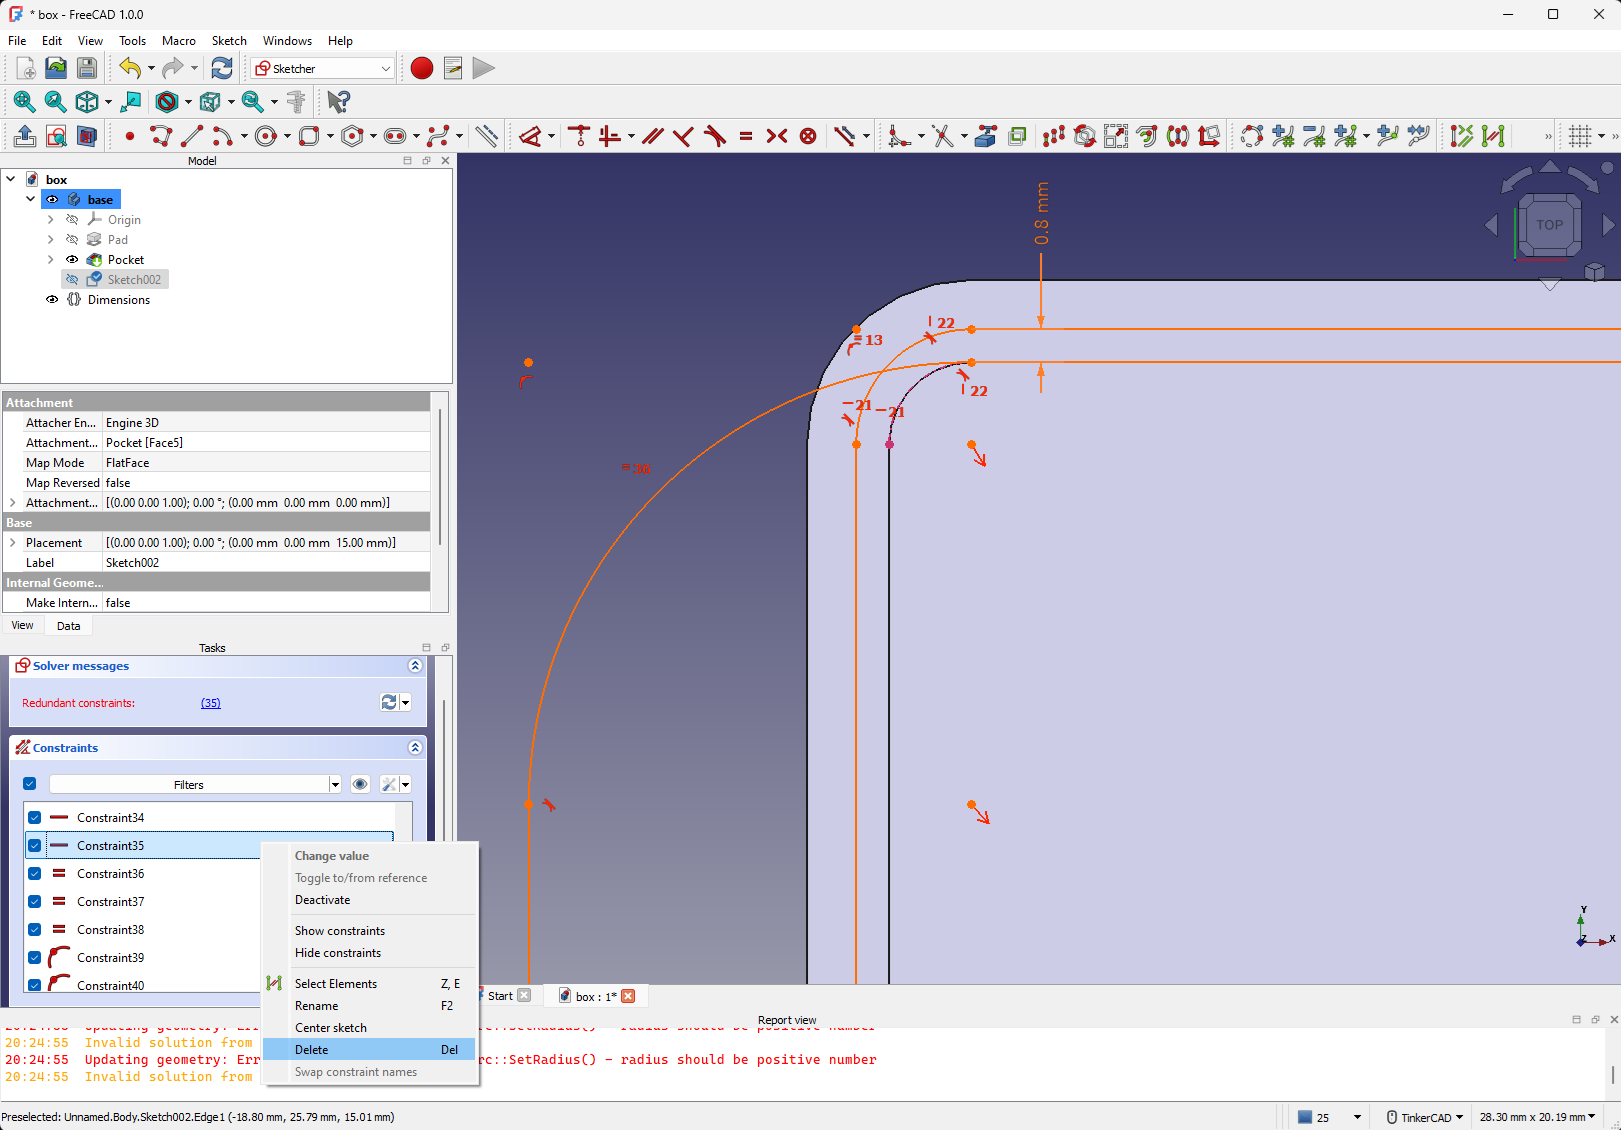 * box - FreeCAD 1.0.0
File Edit View Tools Macro Sketch Windows Help
Sketcher
Model
box
base
Origin
Pad
Pocket
Sketch002
Dimensions
Attachment
Attacher En... Engine 3D
Attachment... Pocket [Face5]
Map Mode FlatFace
Map Reversed false
Attachment... [(0.00 0.00 1.00); 0.00 °; (0.00 mm 0.00 mm 0.00 mm)]
Base
Placement [(0.00 0.00 1.00); 0.00 °; (0.00 mm 0.00 mm 15.00 mm)]
Label Sketch002
Internal Geome...
Make Intern... false
View Data
Tasks
Solver messages
Redundant constraints: (35)
Constraints
Filters
Constraint34
Constraint35
Constraint36
Constraint37
Constraint38
Constraint39
Constraint40
Change value
Toggle to/from reference
Deactivate
Show constraints
Hide constraints
Select Elements Z, E
Rename F2
Center sketch
Delete Del
Swap constraint names
0.8 mm
22
13
22
21
21
36
TOP
Y
Z
X
Start
box : 1*
Report view
20:24:55 Updating geometry: Err rc::SetRadius() - radius should be positive number
20:24:55 Invalid solution from
20:24:55 Updating geometry: Err rc::SetRadius() - radius should be positive number
20:24:55 Invalid solution from
Preselected: Unnamed.Body.Sketch002.Edge1 (-18.80 mm, 25.79 mm, 15.01 mm)
25
TinkerCAD
28.30 mm x 20.19 mm